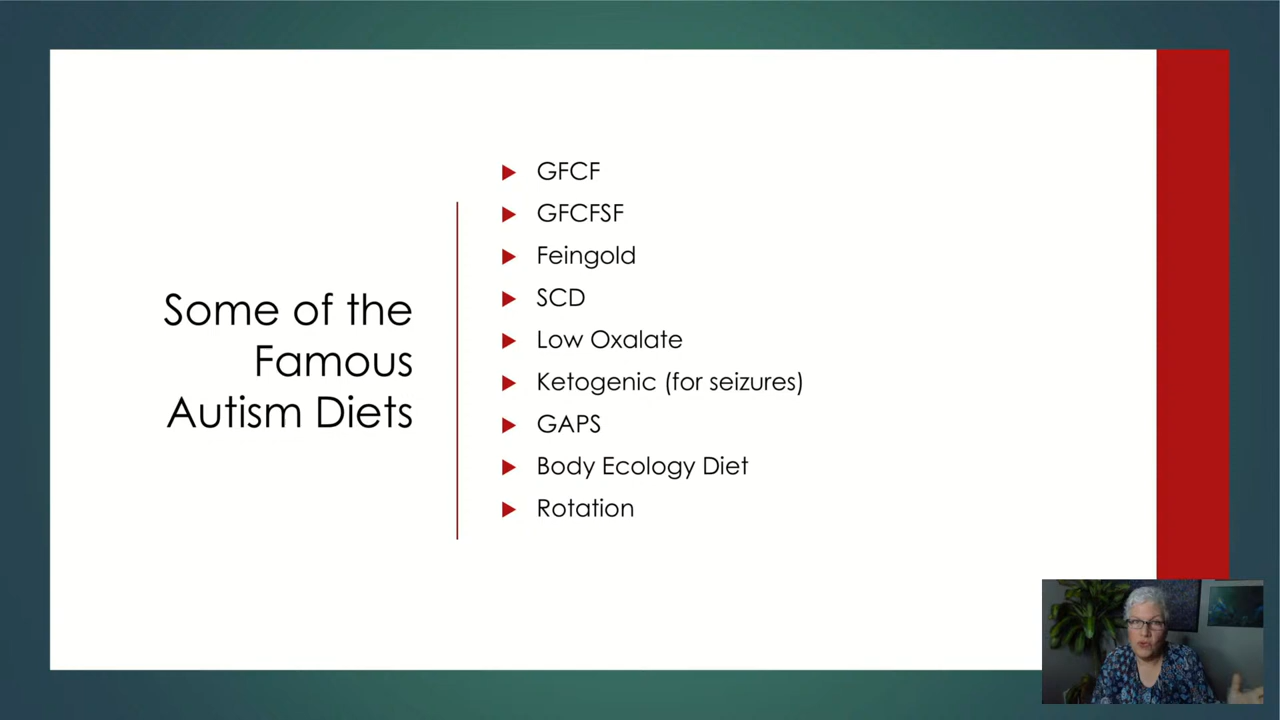 Some of the
Famous
Autism Diets
GFCF
GFCFSF
Feingold
SCD
Low Oxalate
Ketogenic (for seizures)
GAPS
Body Ecology Diet
Rotation